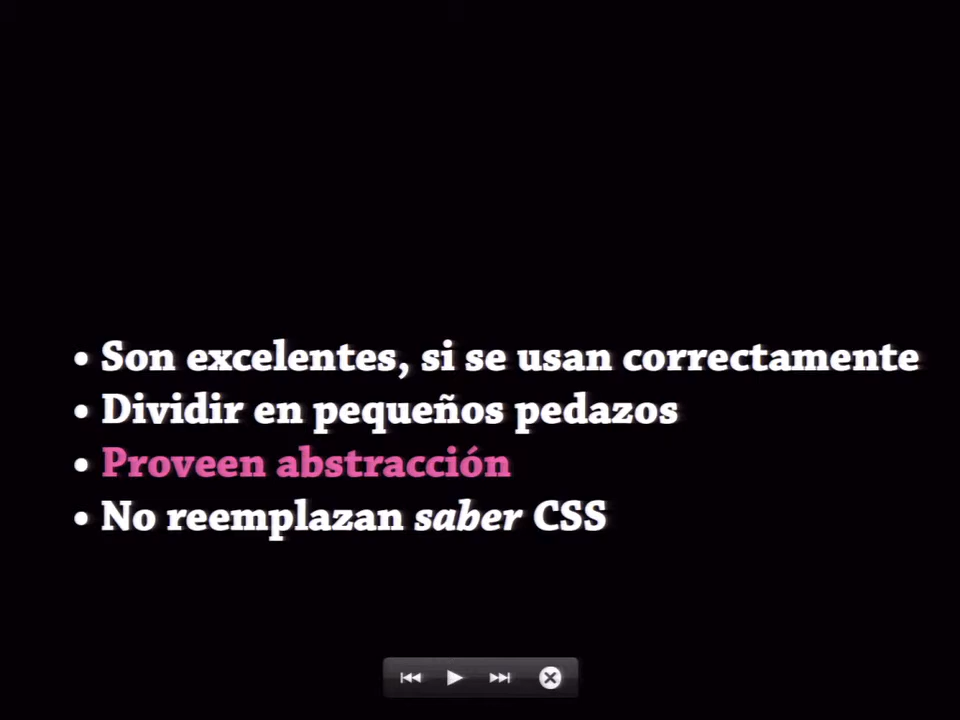 • Son excelentes, si se usan correctamente
• Dividir en pequeños pedazos
• Proveen abstracción
• No reemplazan saber CSS